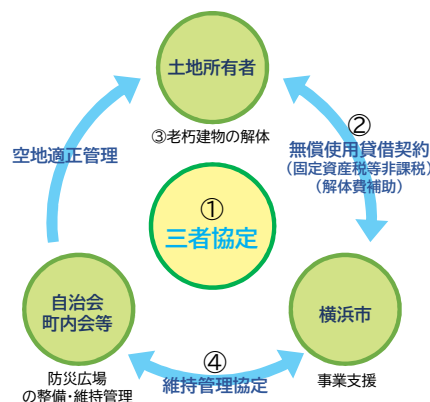 土地所有者
③老朽建物の解体
②
無償使用貸借契約
（固定資産税等非課税）
（解体費補助）
空地適正管理
①
三者協定
自治会
町内会等
横浜市
④
維持管理協定
防災広場
の整備･維持管理
事業支援